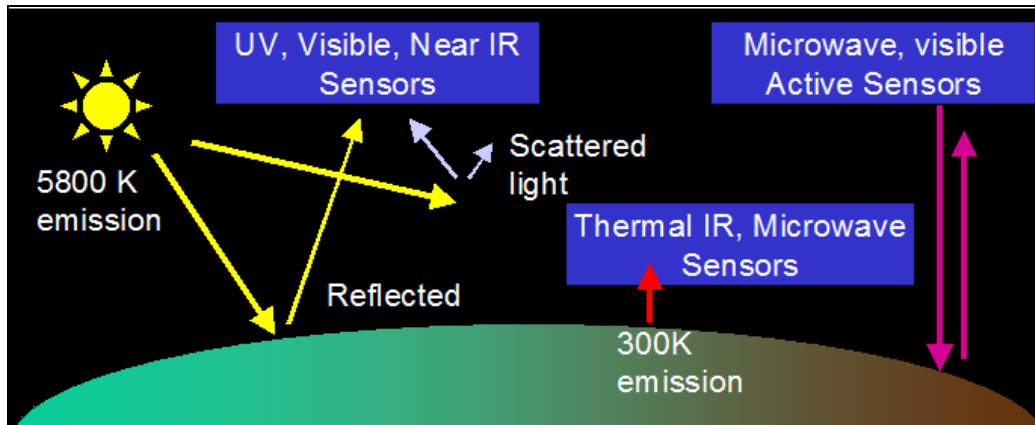 UV, Visible, Near IR
Sensors
Microwave, visible
Active Sensors
5800 K
emission
Scattered
light
Thermal IR, Microwave
Sensors
Reflected
300K
emission